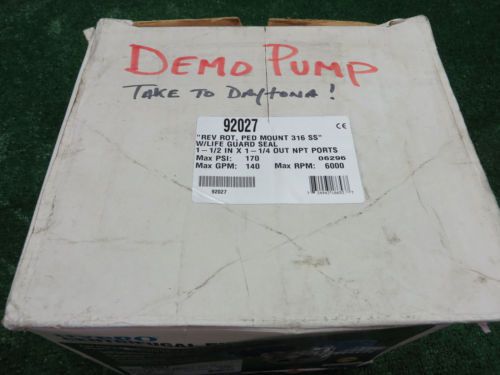 DEMO PUMP
TAKE TO DAYTONA!
92027
CE
"REV ROT, PED MOUNT 316 SS"
W/LIFE GUARD SEAL
1-1/2 IN X 1-1/4 OUT NPT PORTS
Max PSI: 170 06296
Max GPM: 140 Max RPM: 6000
92027